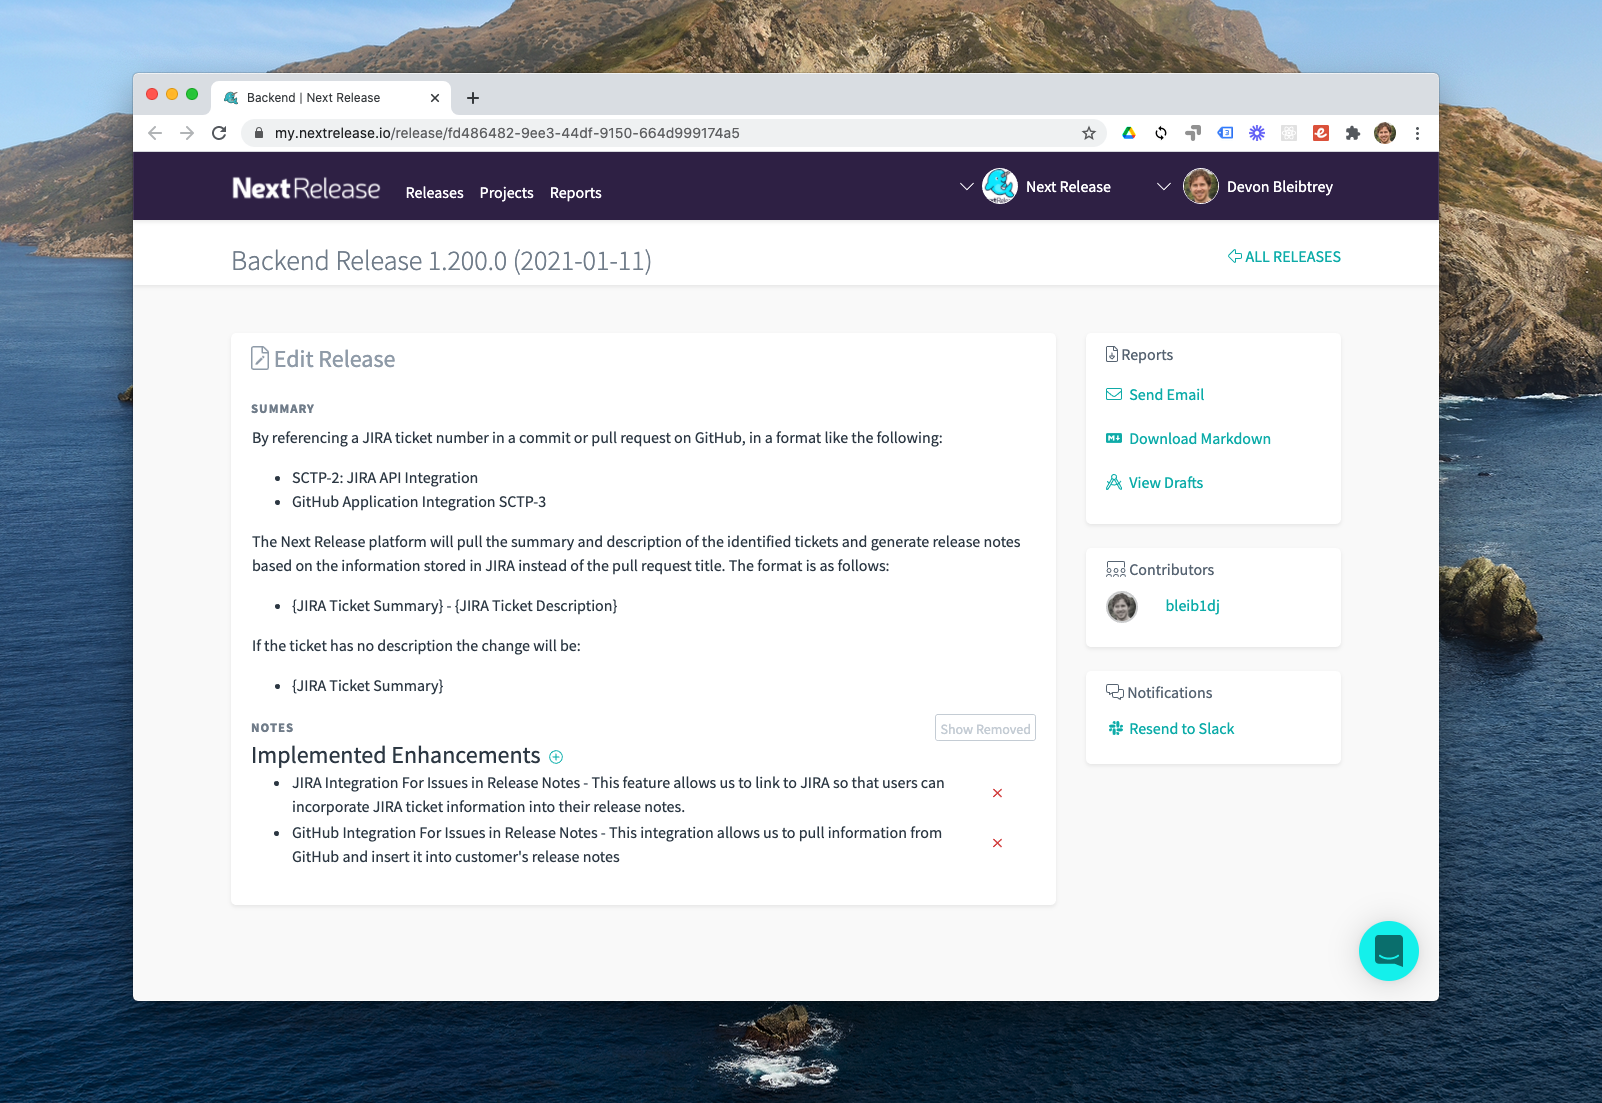 Backend | Next Release
my.nextrelease.io/release/fd486482-9ee3-44df-9150-664d999174a5
NextRelease Releases Projects Reports Next Release Devon Bleibtrey
Backend Release 1.200.0 (2021-01-11) ALL RELEASES
Edit Release
SUMMARY
By referencing a JIRA ticket number in a commit or pull request on GitHub, in a format like the following:
• SCTP-2: JIRA API Integration
• GitHub Application Integration SCTP-3
The Next Release platform will pull the summary and description of the identified tickets and generate release notes
based on the information stored in JIRA instead of the pull request title. The format is as follows:
• {JIRA Ticket Summary} - {JIRA Ticket Description}
If the ticket has no description the change will be:
• {JIRA Ticket Summary}
NOTES
Show Removed
Implemented Enhancements
• JIRA Integration For Issues in Release Notes - This feature allows us to link to JIRA so that users can
incorporate JIRA ticket information into their release notes.
• GitHub Integration For Issues in Release Notes - This integration allows us to pull information from
GitHub and insert it into customer's release notes
Reports
Send Email
Download Markdown
View Drafts
Contributors
bleib1dj
Notifications
Resend to Slack